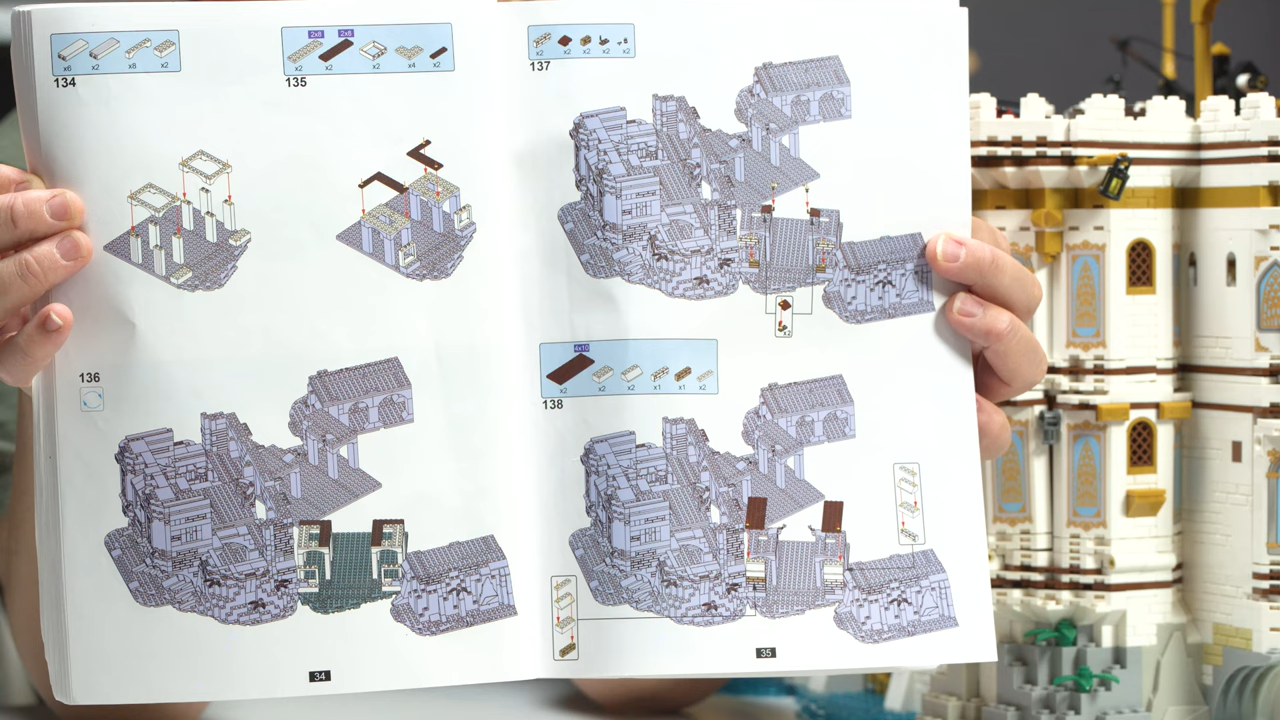 2x8 2x8
x6 x2 x8 x2
134
x2 x2 x2 x4 x2
135
136
34
x2 x2 x2 x2 x2
137
x2
4x10
x2 x2 x2 x1 x1 x2
138
35